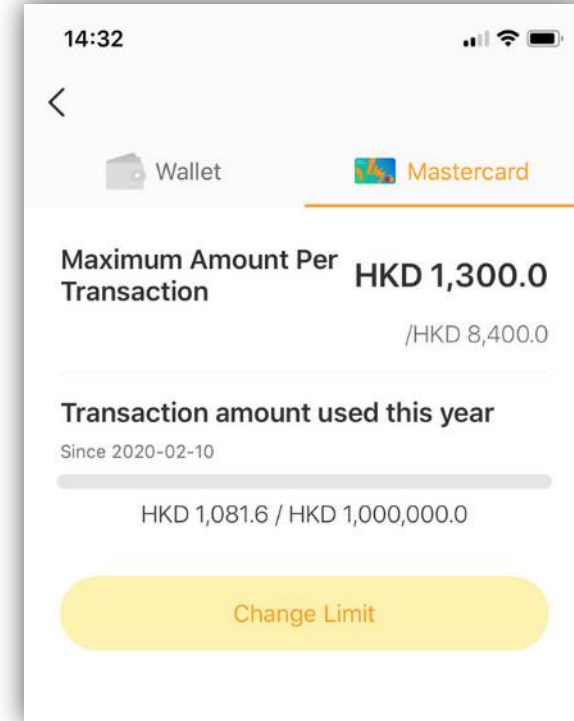 14:32
Wallet
Mastercard
Maximum Amount Per
Transaction
HKD 1,300.0
/HKD 8,400.0
Transaction amount used this year
Since 2020-02-10
HKD 1,081.6 / HKD 1,000,000.0
Change Limit